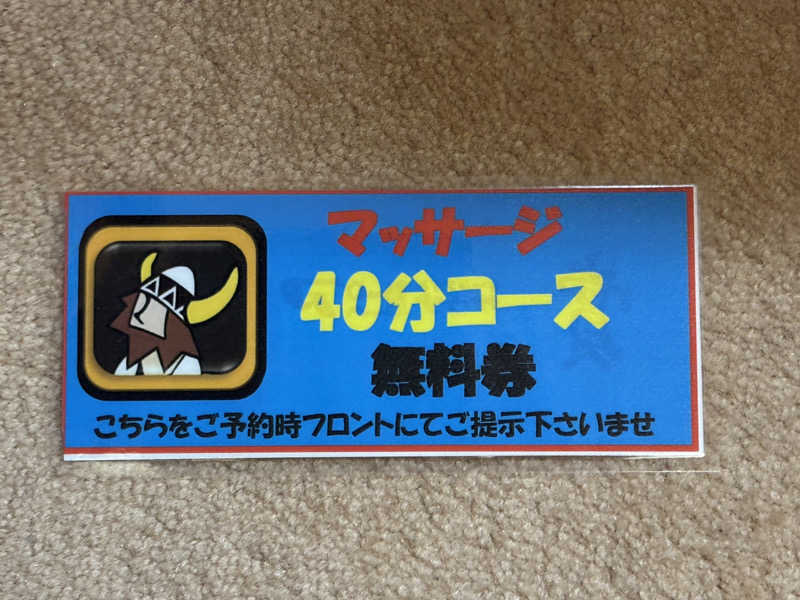 マッサージ
40分コース
無料券
こちらをご予約時フロントにてご提示下さいませ